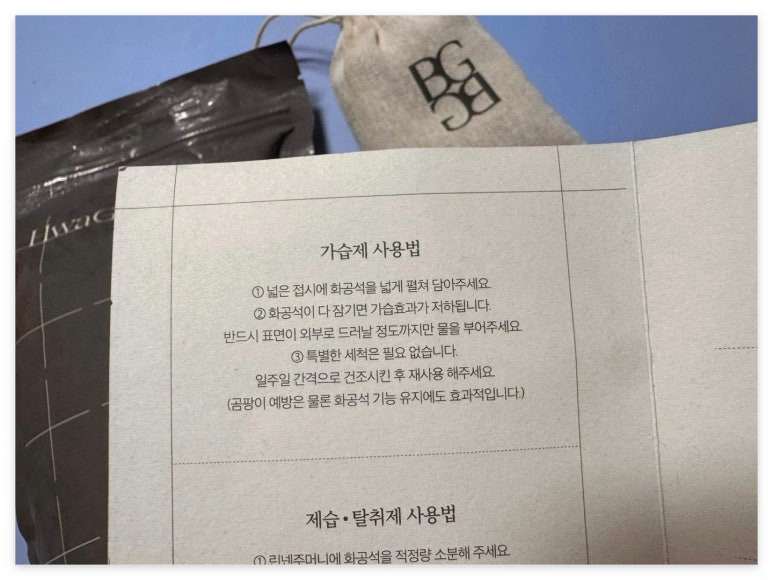 BG
BG
HwaG
가습제 사용법
① 넓은 접시에 화공석을 넓게 펼쳐 담아주세요.
② 화공석이 다 잠기면 가습효과가 저하됩니다.
반드시 표면이 외부로 드러날 정도까지만 물을 부어주세요.
③ 특별한 세척은 필요 없습니다.
일주일 간격으로 건조시킨 후 재사용 해주세요.
(곰팡이 예방은 물론 화공석 기능 유지에도 효과적입니다.)
제습 • 탈취제 사용법
① 린넨주머니에 화공석을 적정량 소분해 주세요.